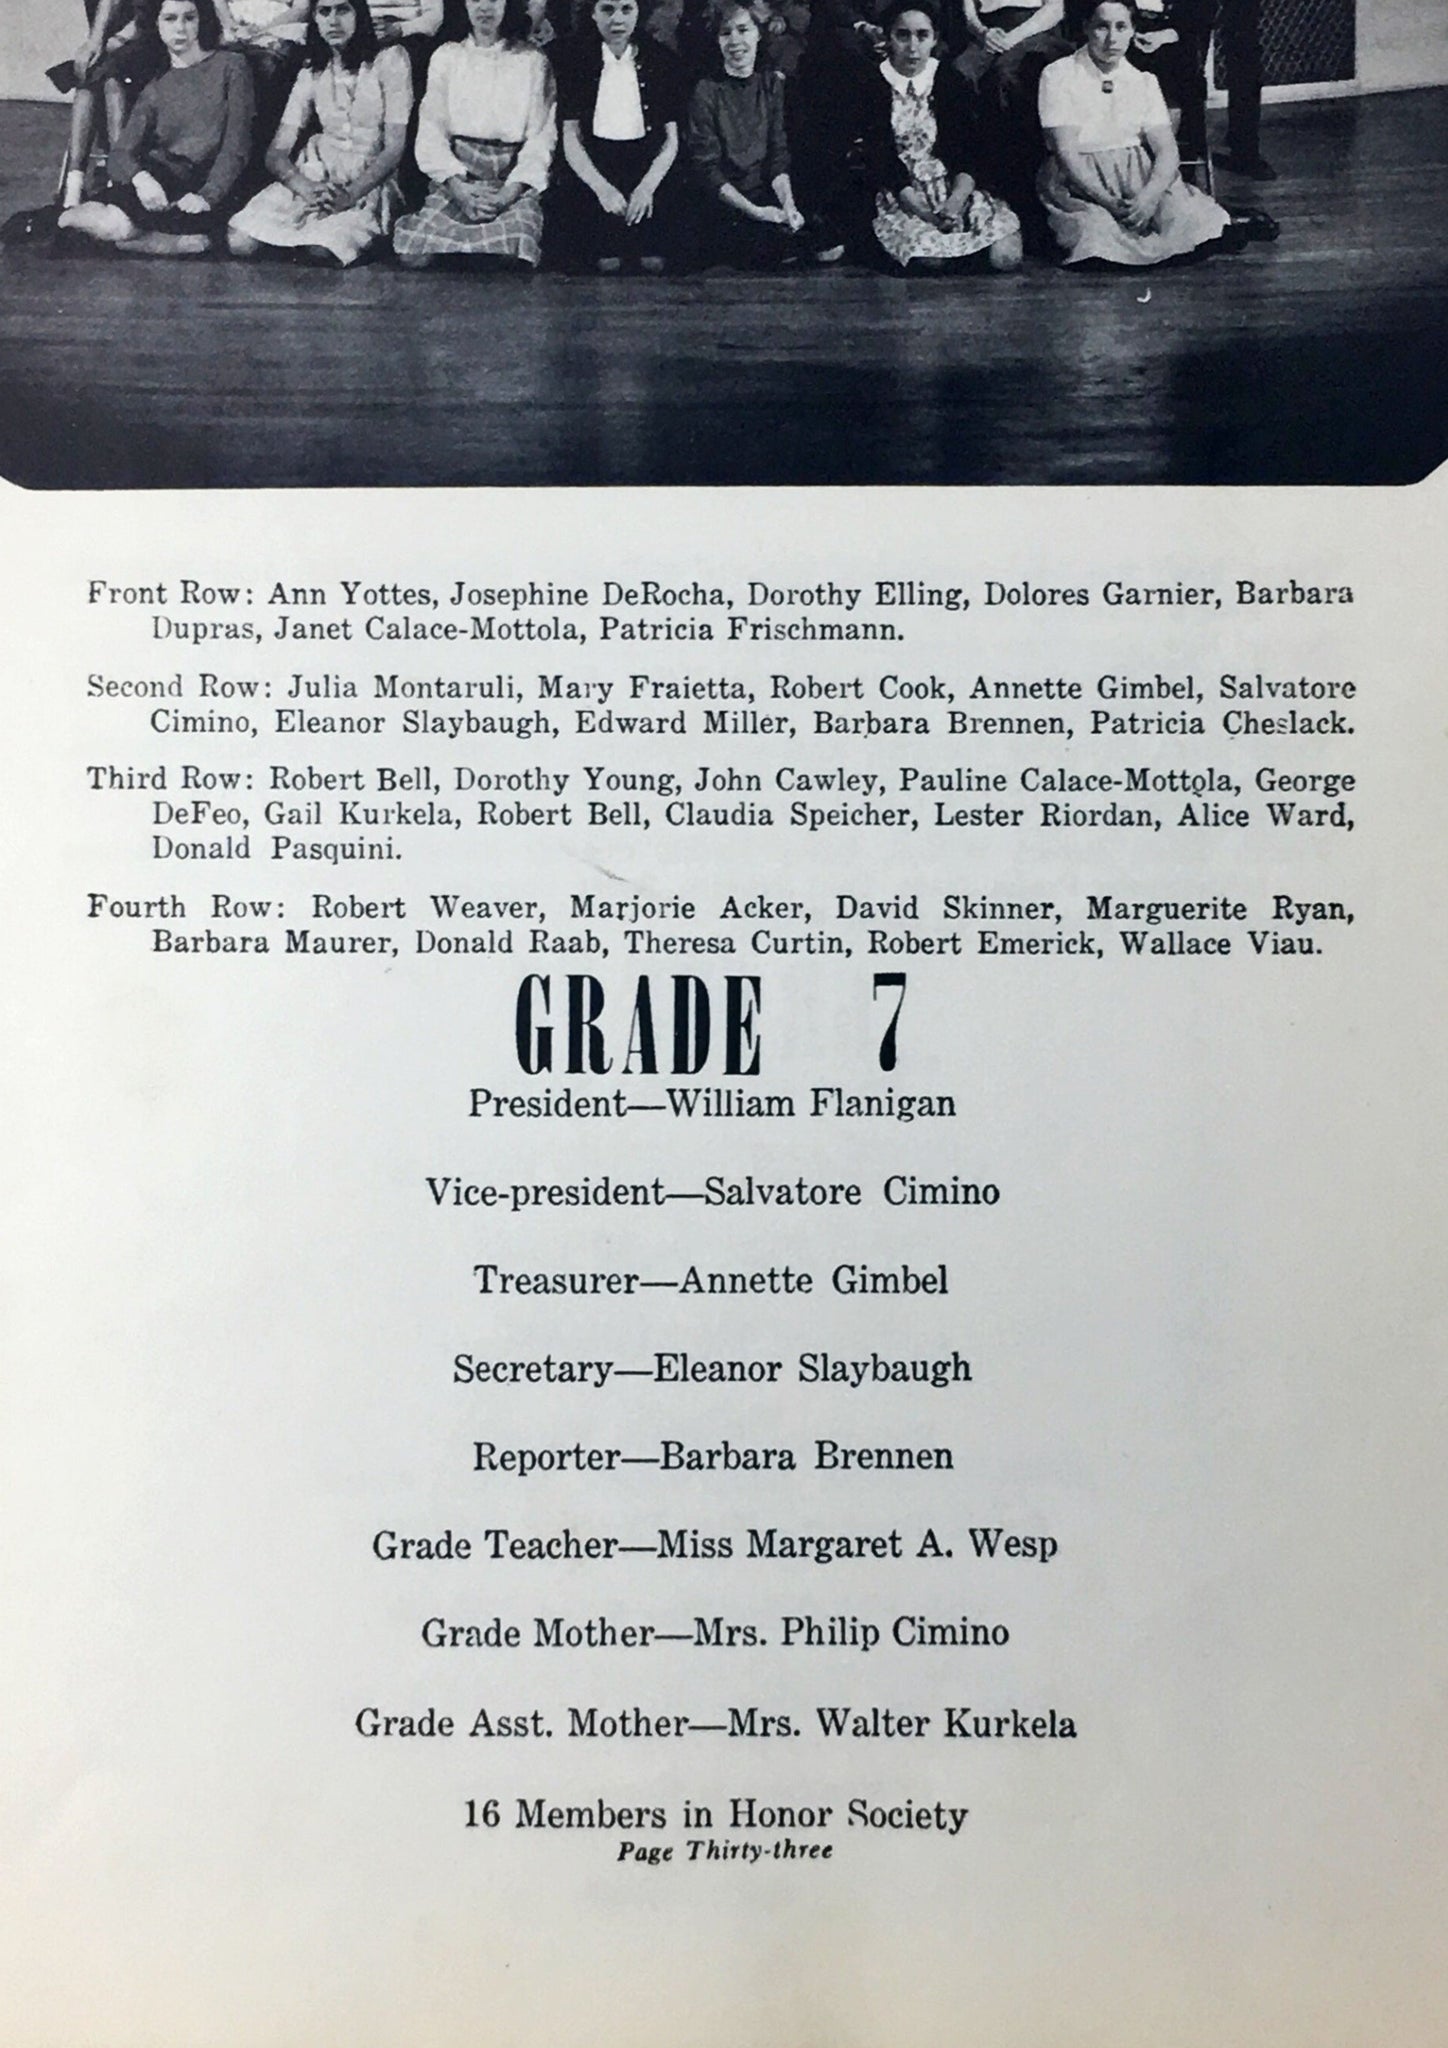 Front Row: Ann Yottes, Josephine DeRocha, Dorothy Elling, Dolores Garnier, Barbara
Dupras, Janet Calace-Mottola, Patricia Frischmann.
Second Row: Julia Montaruli, Mary Fraietta, Robert Cook, Annette Gimbel, Salvatore
Cimino, Eleanor Slaybaugh, Edward Miller, Barbara Brennen, Patricia Cheslack.
Third Row: Robert Bell, Dorothy Young, John Cawley, Pauline Calace-Mottola, George
DeFeo, Gail Kurkela, Robert Bell, Claudia Speicher, Lester Riordan, Alice Ward,
Donald Pasquini.
Fourth Row: Robert Weaver, Marjorie Acker, David Skinner, Marguerite Ryan,
Barbara Maurer, Donald Raab, Theresa Curtin, Robert Emerick, Wallace Viau.
GRADE 7
President—William Flanigan
Vice-president—Salvatore Cimino
Treasurer—Annette Gimbel
Secretary—Eleanor Slaybaugh
Reporter—Barbara Brennen
Grade Teacher—Miss Margaret A. Wesp
Grade Mother—Mrs. Philip Cimino
Grade Asst. Mother—Mrs. Walter Kurkela
16 Members in Honor Society
Page Thirty-three